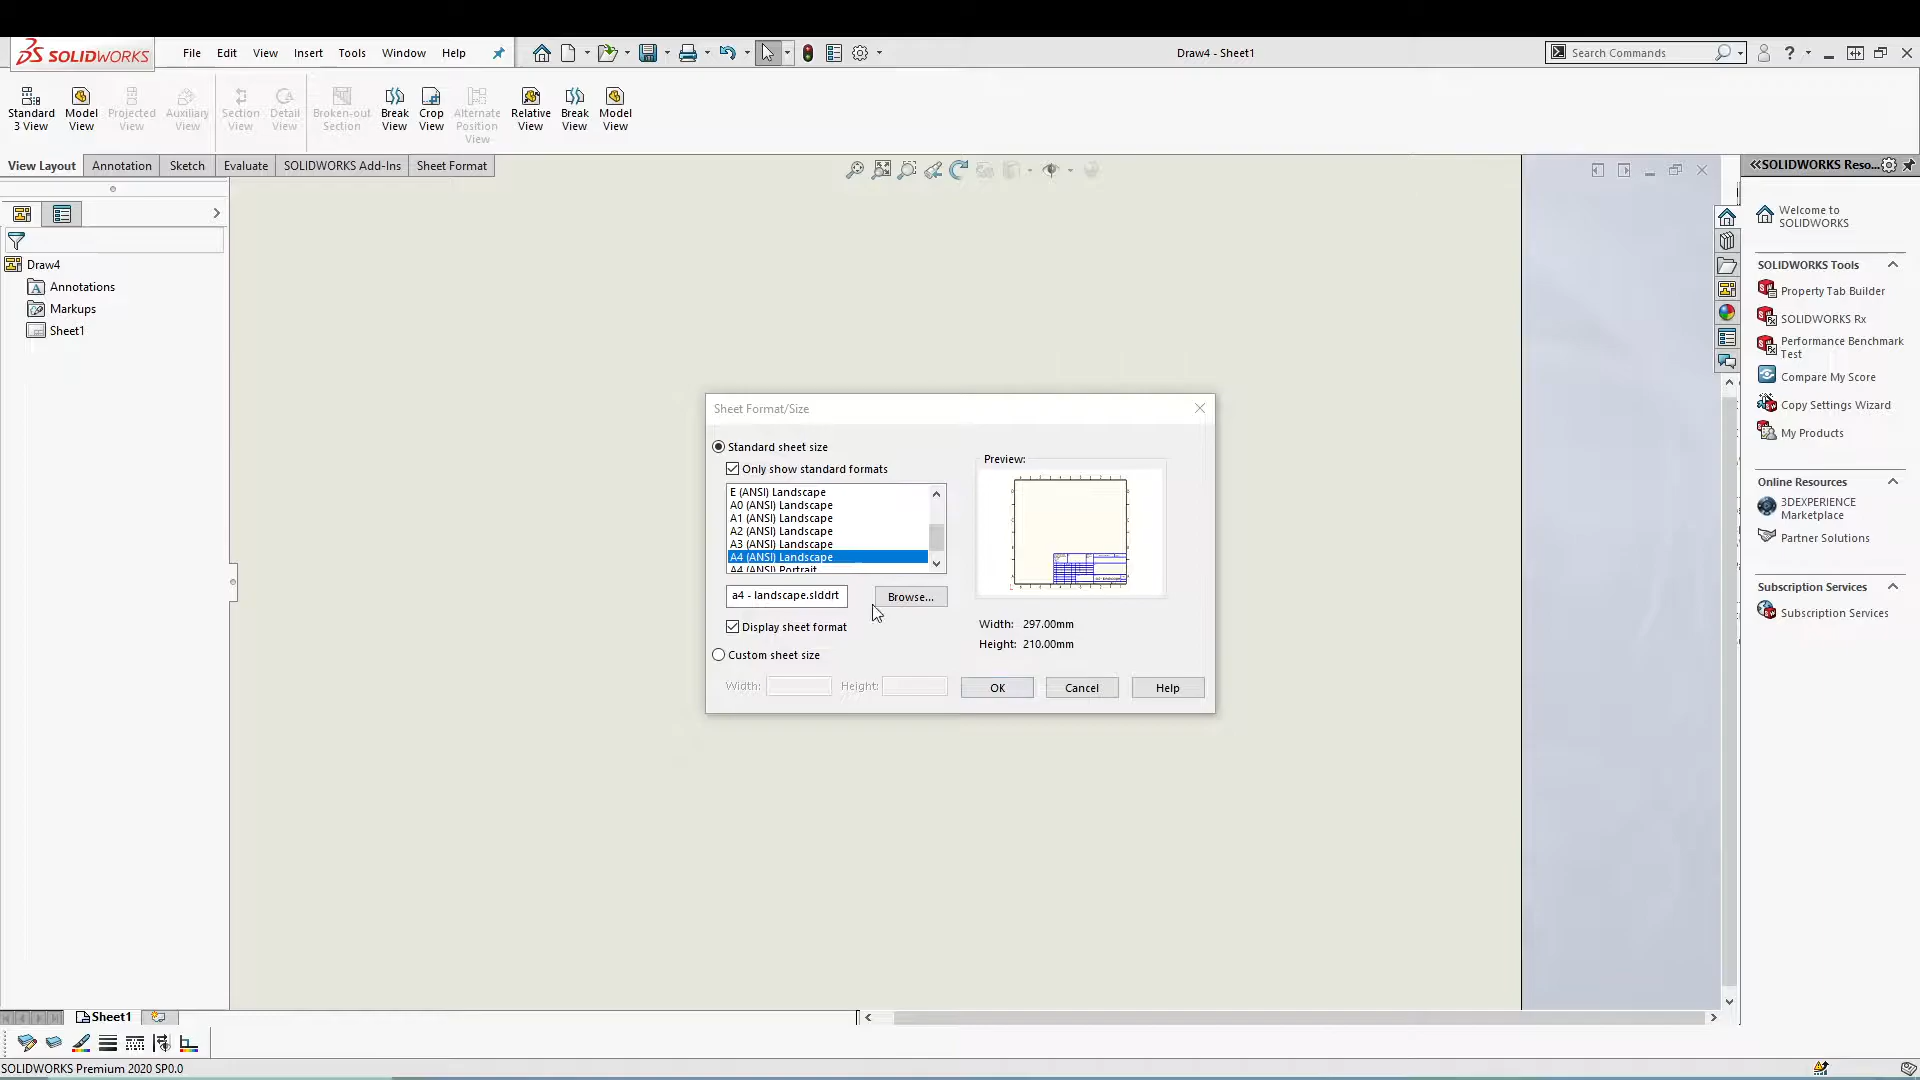 SOLIDWORKS
File Edit View Insert Tools Window Help
Draw4 - Sheet1
Search Commands
?
Standard 3 View
Model View
Projected View
Auxiliary View
Section View
Detail View
Broken-out Section
Break View
Crop View
Alternate Position View
Relative View
Break View
Model View
View Layout Annotation Sketch Evaluate SOLIDWORKS Add-Ins Sheet Format
Draw4
Annotations
Markups
Sheet1
Sheet Format/Size
Standard sheet size
Only show standard formats
E (ANSI) Landscape
A0 (ANSI) Landscape
A1 (ANSI) Landscape
A2 (ANSI) Landscape
A3 (ANSI) Landscape
A4 (ANSI) Landscape
A4 (ANSI) Portrait
a4 - landscape.slddrt
Browse...
Display sheet format
Custom sheet size
Width:
Height:
Preview:
Width: 297.00mm
Height: 210.00mm
OK
Cancel
Help
SOLIDWORKS Reso...
Welcome to
SOLIDWORKS
SOLIDWORKS Tools
Property Tab Builder
SOLIDWORKS Rx
Performance Benchmark
Test
Compare My Score
Copy Settings Wizard
My Products
Online Resources
3DEXPERIENCE
Marketplace
Partner Solutions
Subscription Services
Subscription Services
Sheet1
SOLIDWORKS Premium 2020 SP0.0